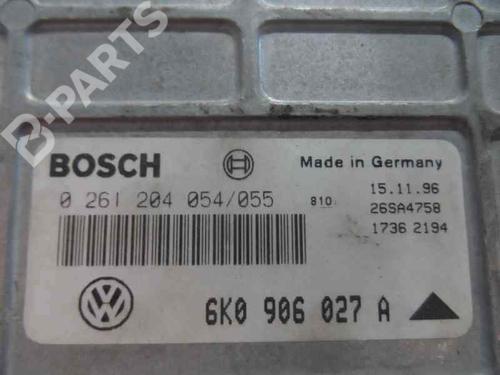 B-PARTS
BOSCH
Made in Germany
0 261 204 054/055
810
15.11.96
26SA4758
1736 2194
6K0 906 027 A